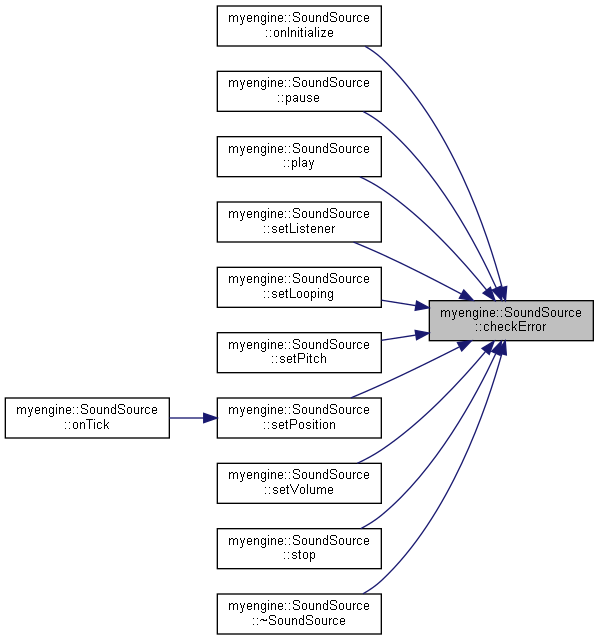 myengine::SoundSource
::onInitialize
myengine::SoundSource
::pause
myengine::SoundSource
::play
myengine::SoundSource
::setListener
myengine::SoundSource
::setLooping
myengine::SoundSource
::checkError
myengine::SoundSource
::setPitch
myengine::SoundSource
::onTick
myengine::SoundSource
::setPosition
myengine::SoundSource
::setVolume
myengine::SoundSource
::stop
myengine::SoundSource
::~SoundSource